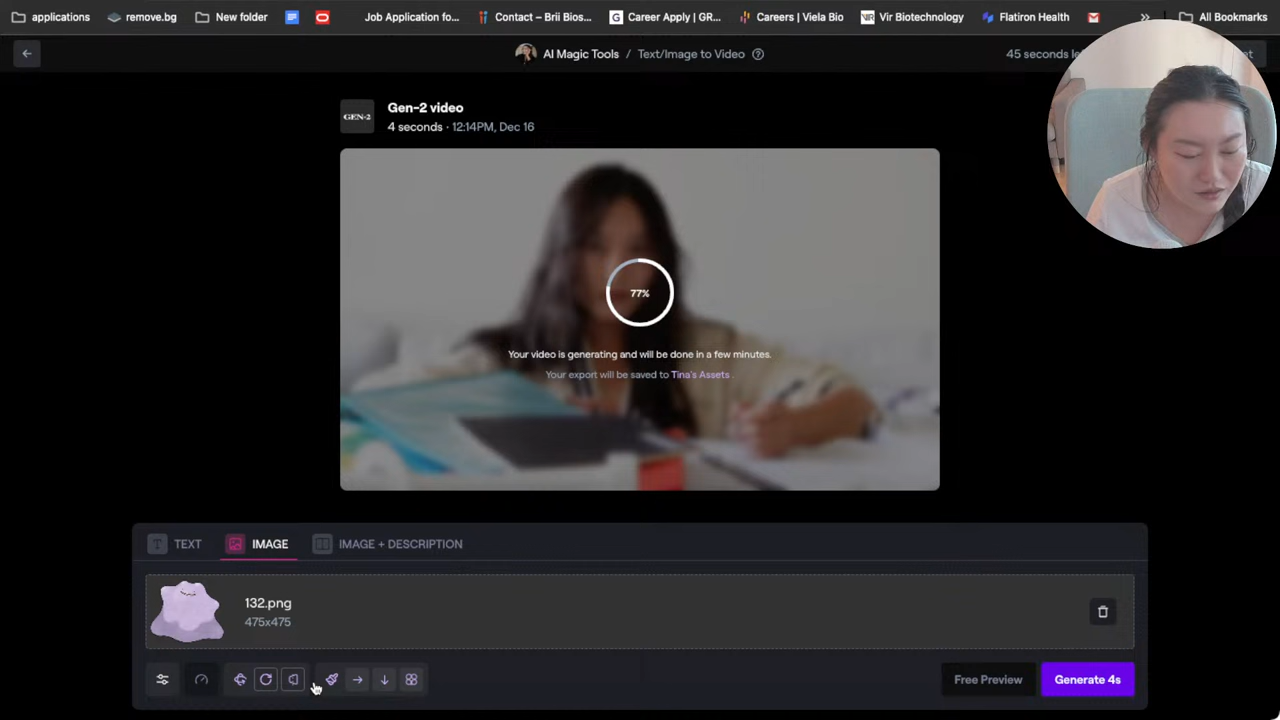 applications
remove.bg
New folder
Job Application fo...
Contact – Brii Bios...
Career Apply | GR...
Careers | Viela Bio
Vir Biotechnology
Flatiron Health
All Bookmarks
AI Magic Tools / Text/Image to Video
45 seconds
GEN-2
Gen-2 video
4 seconds · 12:14PM, Dec 16
77%
Your video is generating and will be done in a few minutes.
Your export will be saved to Tina's Assets .
TEXT
IMAGE
IMAGE + DESCRIPTION
132.png
475x475
Free Preview
Generate 4s